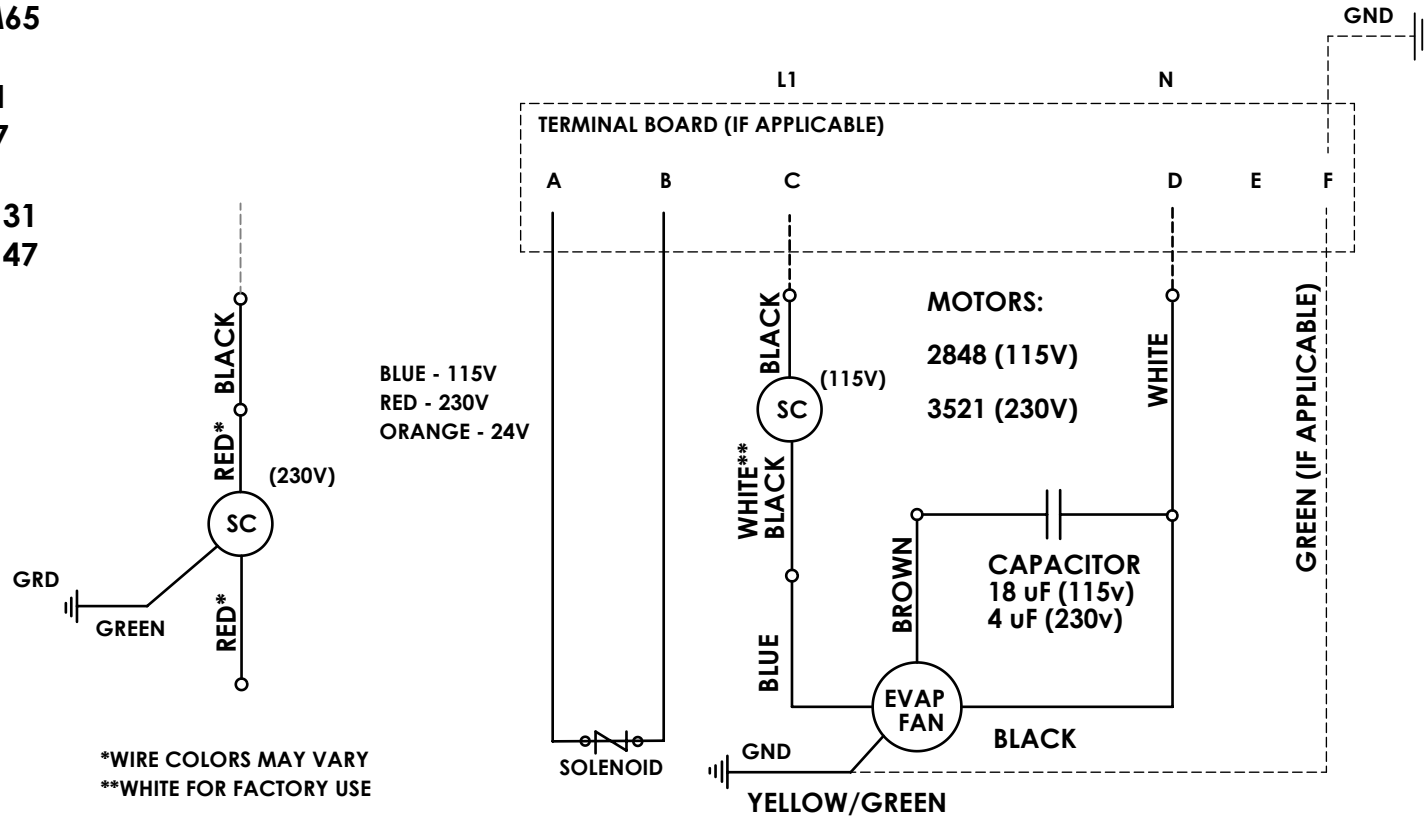 GND
L1
N
TERMINAL BOARD (IF APPLICABLE)
A
B
C
D
E
F
31
47
BLACK
RED*
(230V)
SC
GRD
GREEN
RED*
*WIRE COLORS MAY VARY
**WHITE FOR FACTORY USE
BLUE - 115V
RED - 230V
ORANGE - 24V
SOLENOID
BLACK
(115V)
SC
WHITE**
BLACK
BLUE
MOTORS:
2848 (115V)
3521 (230V)
WHITE
BROWN
CAPACITOR
18 uF (115v)
4 uF (230v)
EVAP
FAN
BLACK
GND
YELLOW/GREEN
GREEN (IF APPLICABLE)